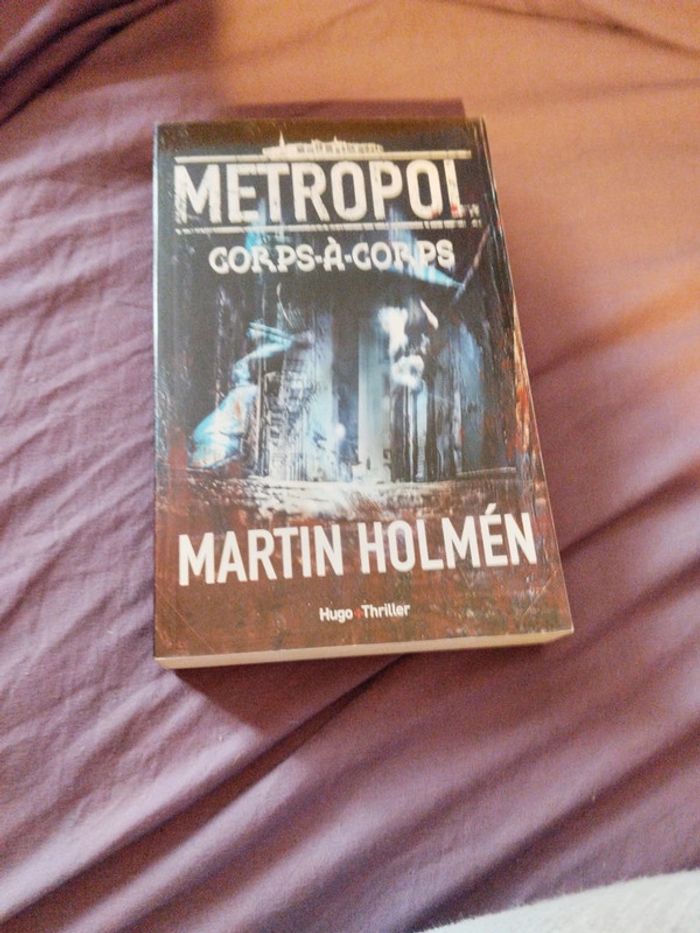 METROPOL
CORPS-À-CORPS
MARTIN HOLMÉN
Hugo+Thriller